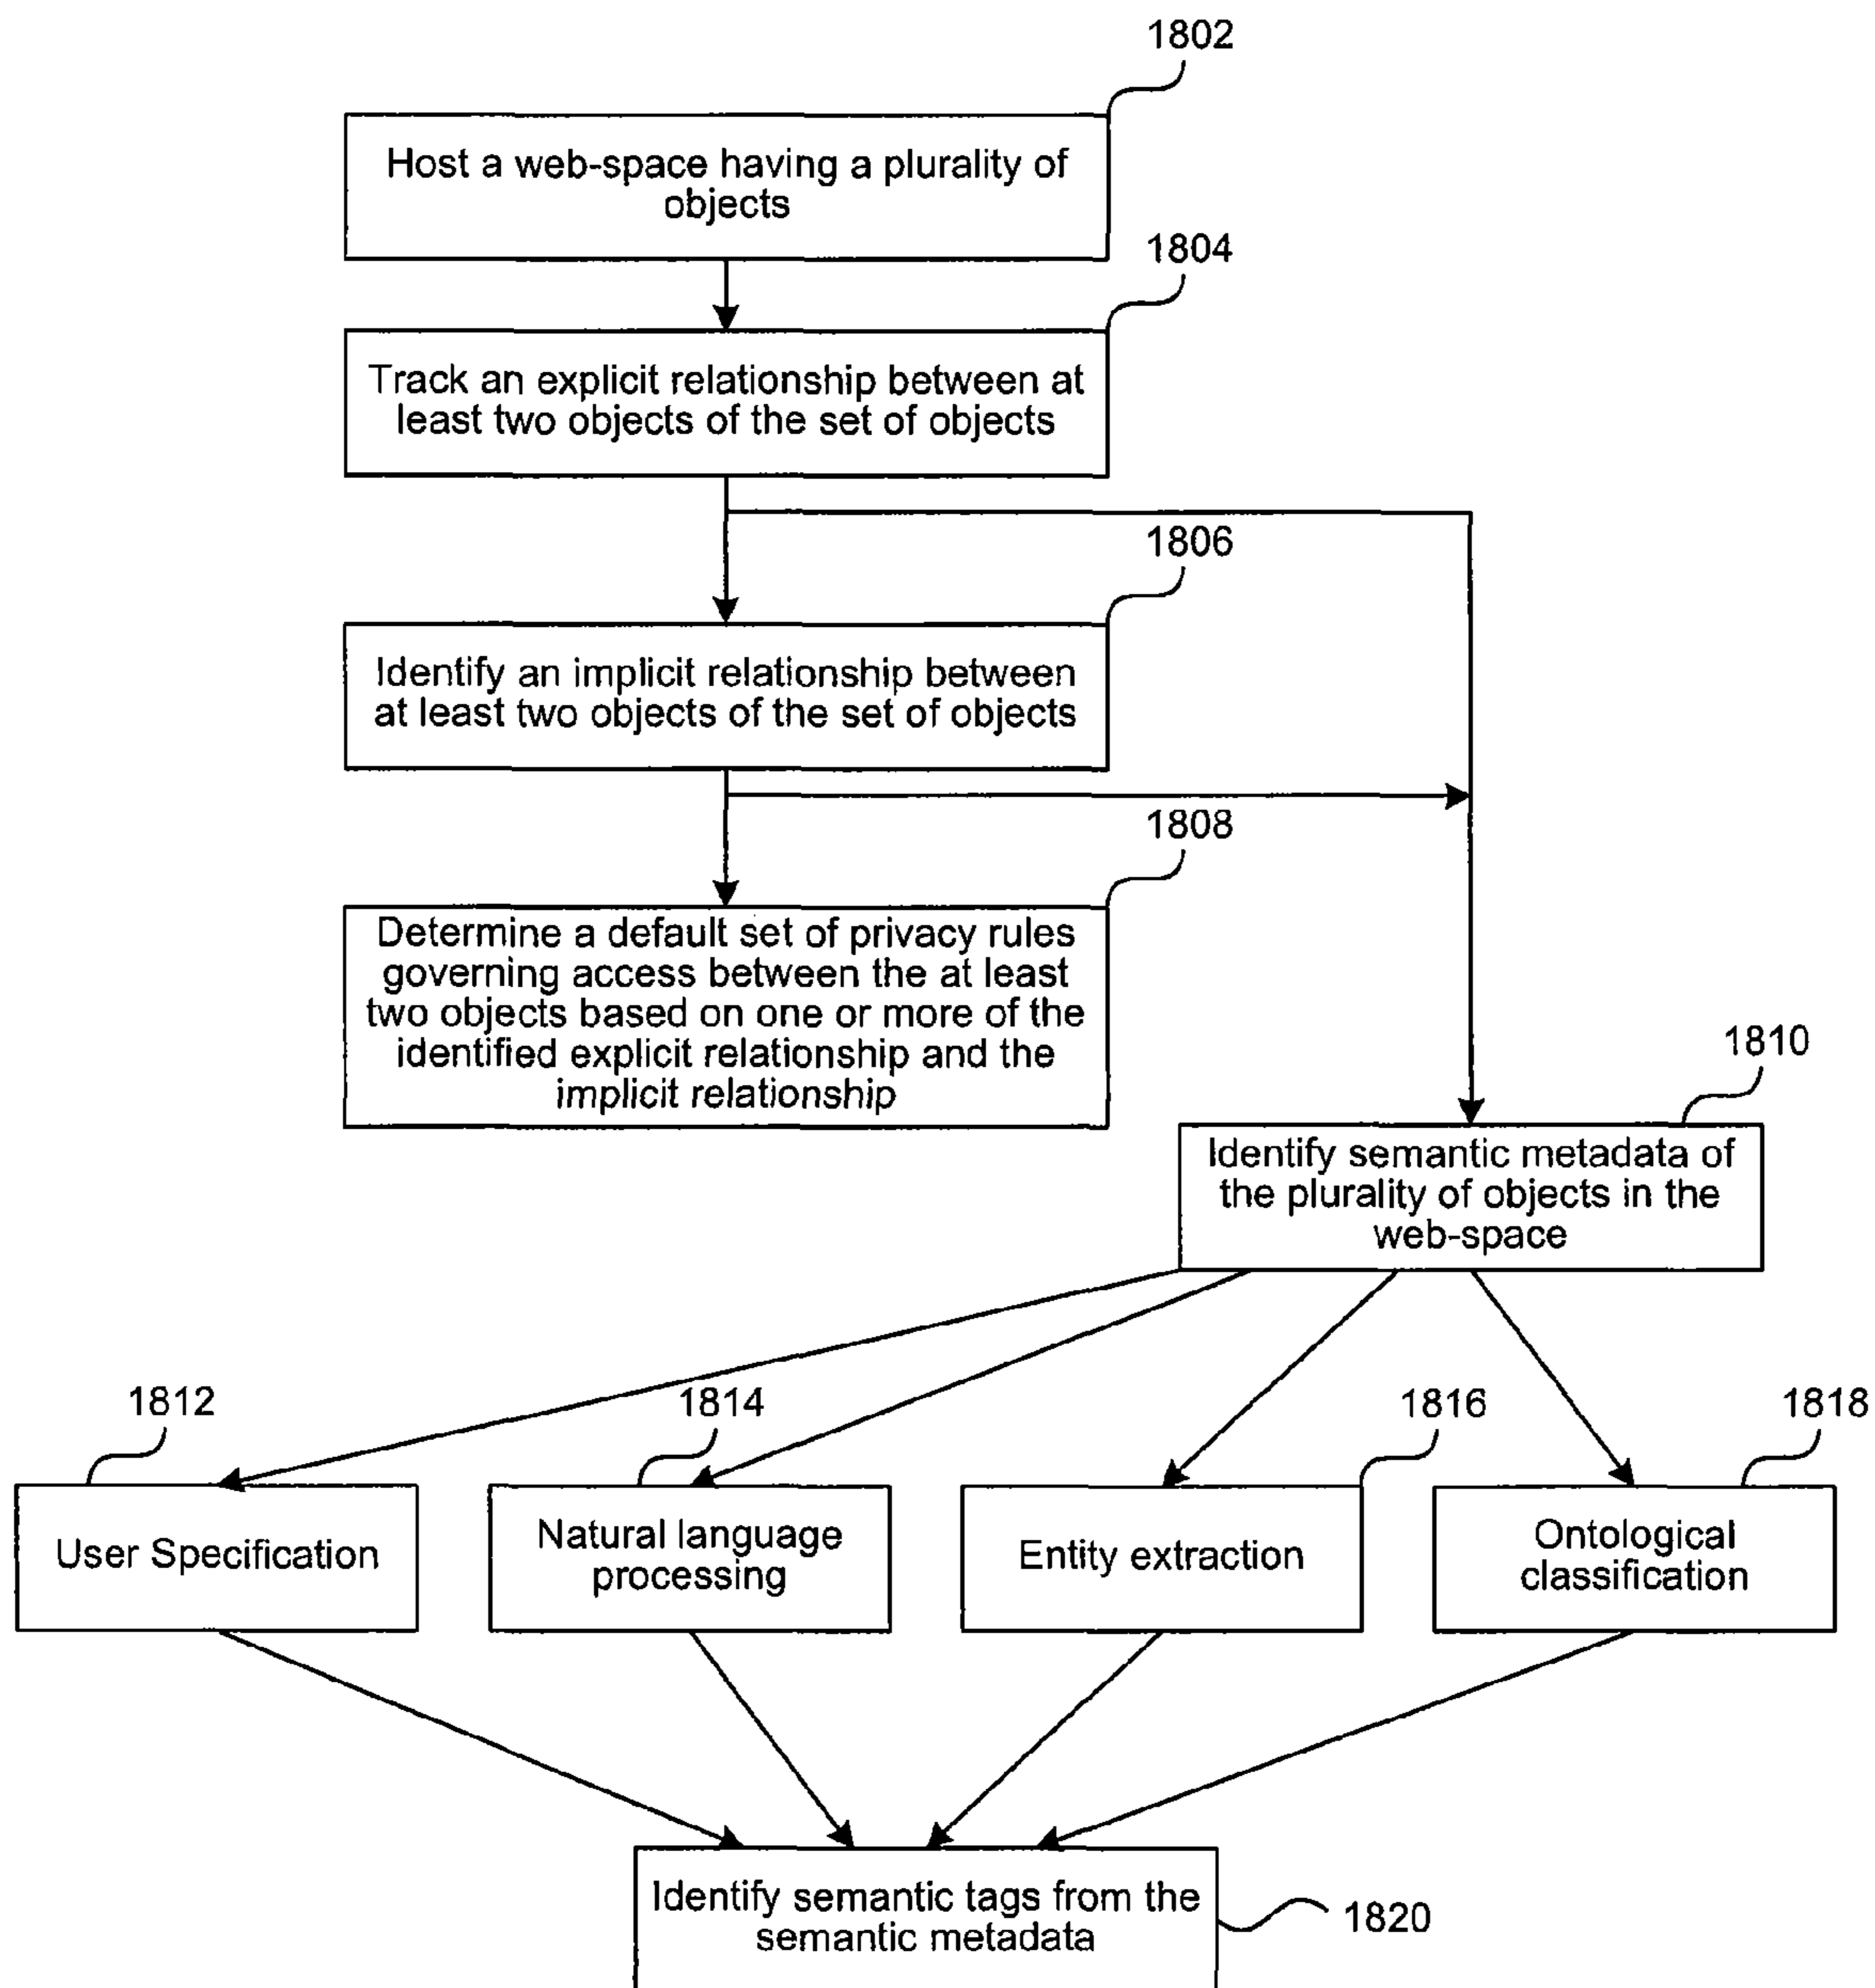 1802
Host a web-space having a plurality of
objects
1804
Track an explicit relationship between at
least two objects of the set of objects
1806
Identify an implicit relationship between
at least two objects of the set of objects
1808
Determine a default set of privacy rules
governing access between the at least
two objects based on one or more of the
identified explicit relationship and the
implicit relationship
1810
Identify semantic metadata of
the plurality of objects in the
web-space
1812
User Specification
1814
Natural language
processing
1816
Entity extraction
1818
Ontological
classification
Identify semantic tags from the
semantic metadata
1820